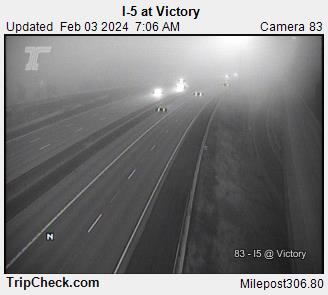 I-5 at Victory
Updated  Feb 03 2024  7:06 AM
Camera 83
T
N
83 - I5 @ Victory
TripCheck.com
Milepost306.80